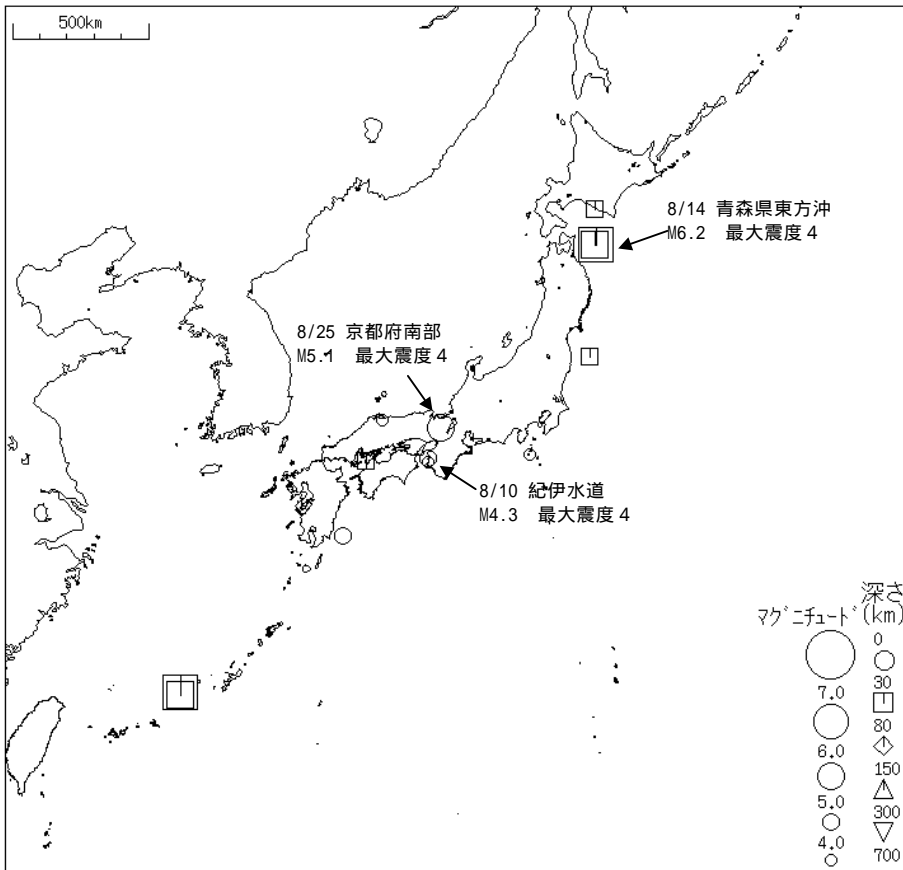 500km
8/14 青森県東方沖
M6.2 最大震度４
8/25 京都府南部
M5.1 最大震度４
8/10 紀伊水道
M4.3 最大震度４
深さ
マグニチュード (km)
0
30
7.0
80
6.0
150
5.0
300
4.0
700